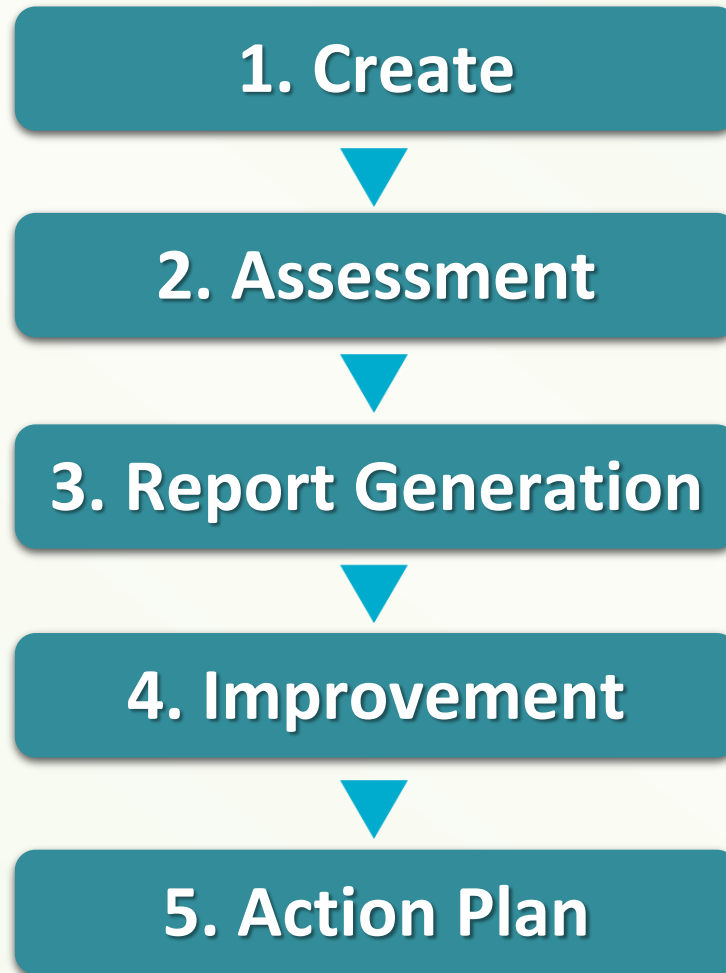 1. Create
2. Assessment
3. Report Generation
4. Improvement
5. Action Plan